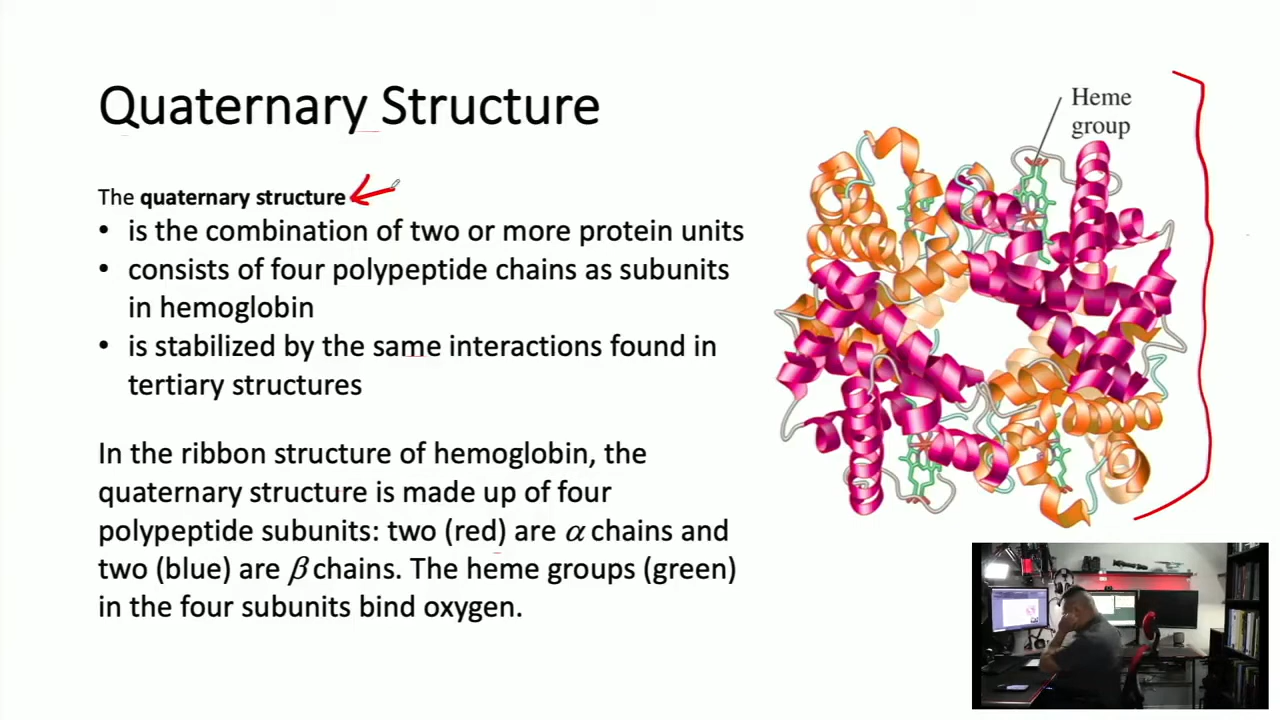 Quaternary Structure
Heme
group
The quaternary structure
• is the combination of two or more protein units
• consists of four polypeptide chains as subunits
in hemoglobin
• is stabilized by the same interactions found in
tertiary structures
In the ribbon structure of hemoglobin, the
quaternary structure is made up of four
polypeptide subunits: two (red) are α chains and
two (blue) are β chains. The heme groups (green)
in the four subunits bind oxygen.